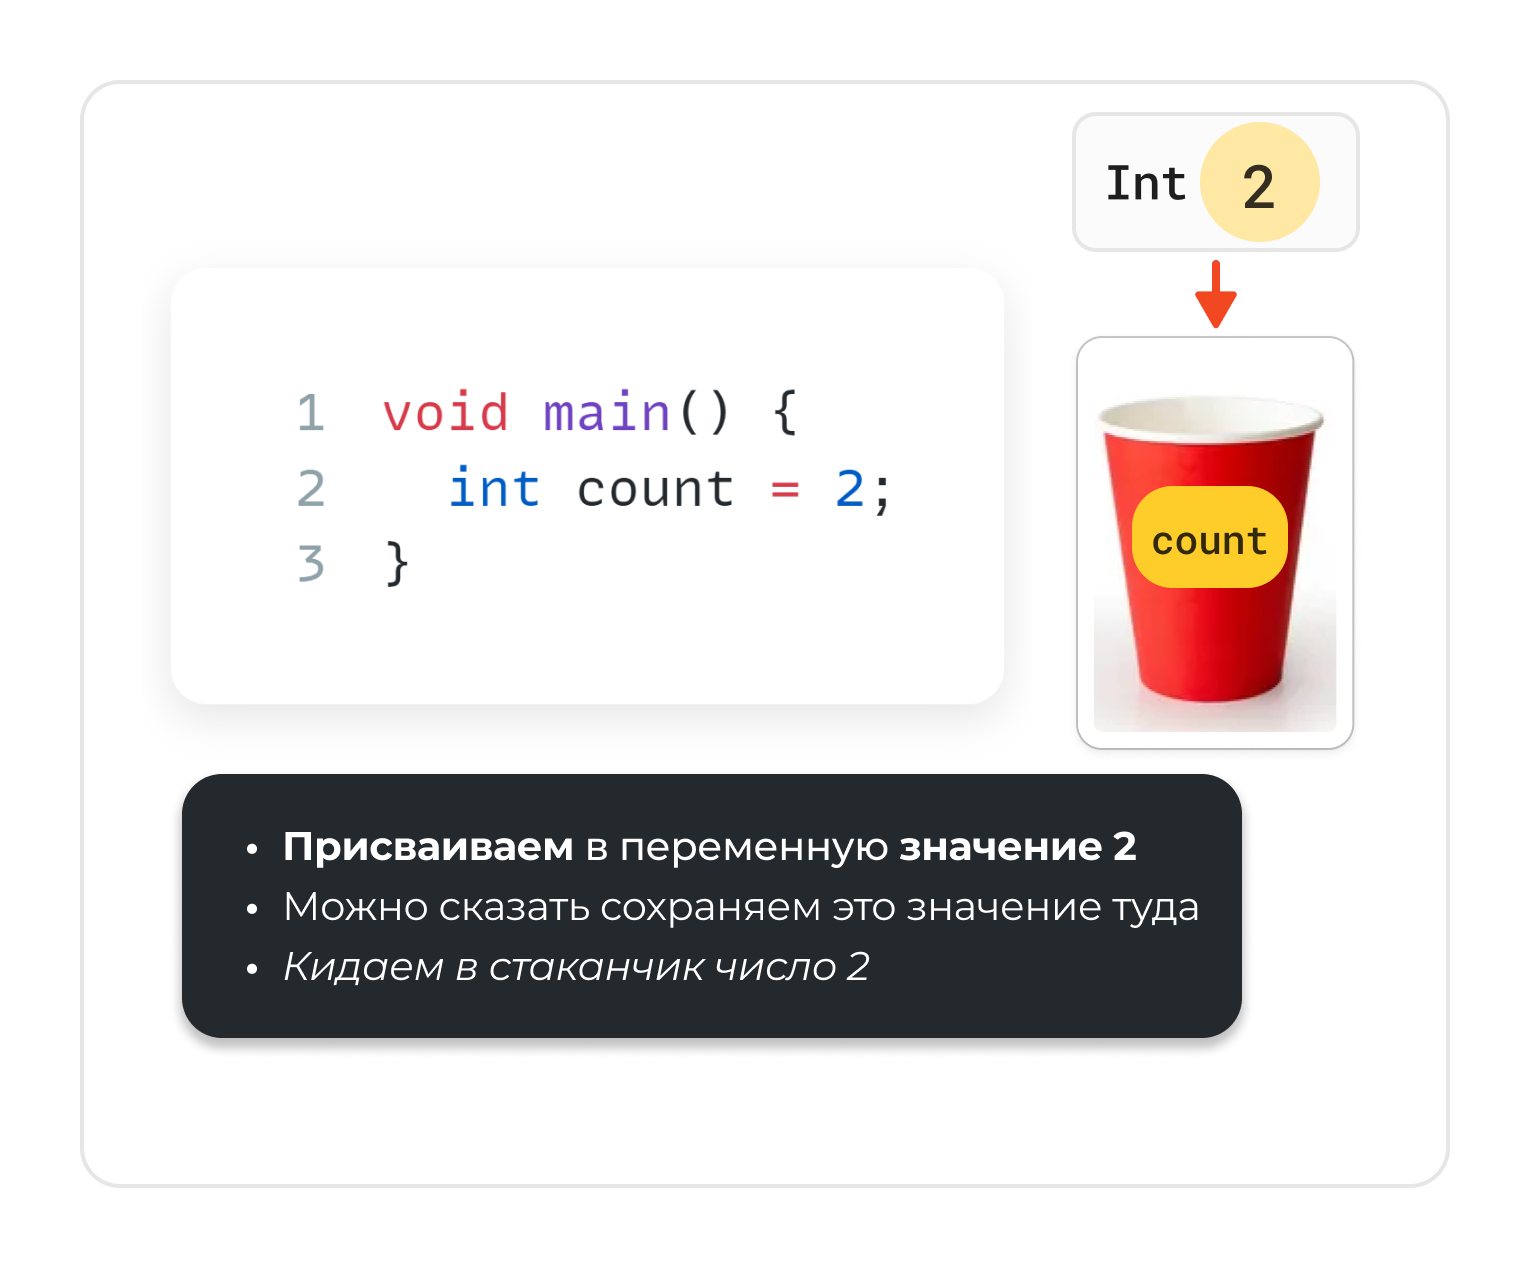 Int 2
1 void main() {
2 int count = 2;
3 }
count
• Присваиваем в переменную значение 2
• Можно сказать сохраняем это значение туда
• Кидаем в стаканчик число 2